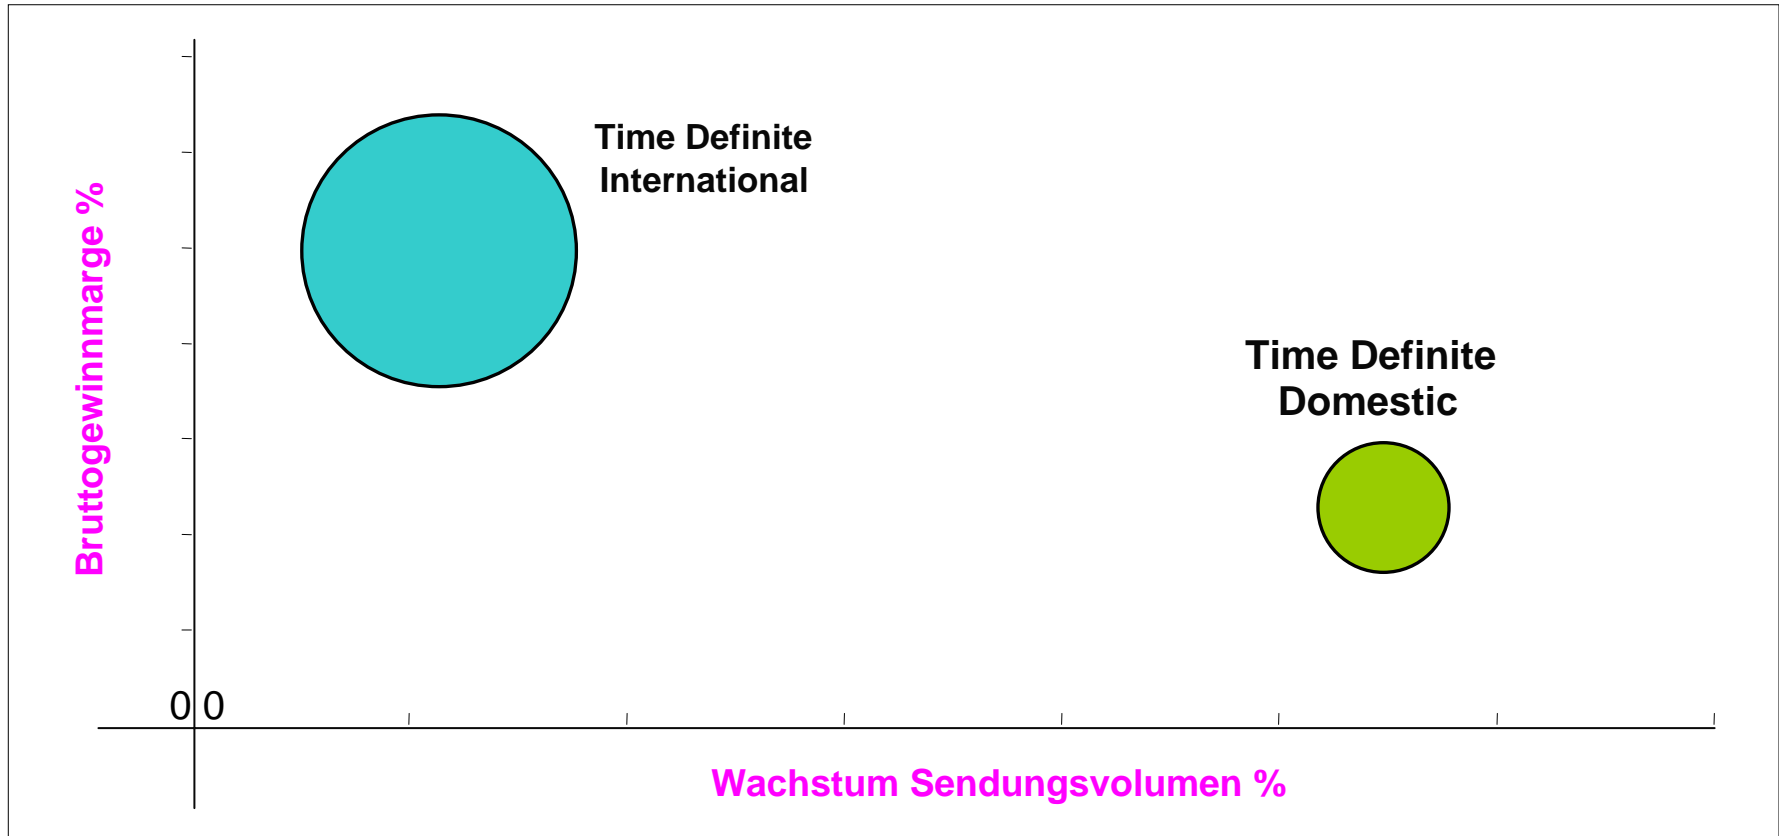 Time Definite
International
Bruttogewinnmarge %
Time Definite
Domestic
0 0
Wachstum Sendungsvolumen %